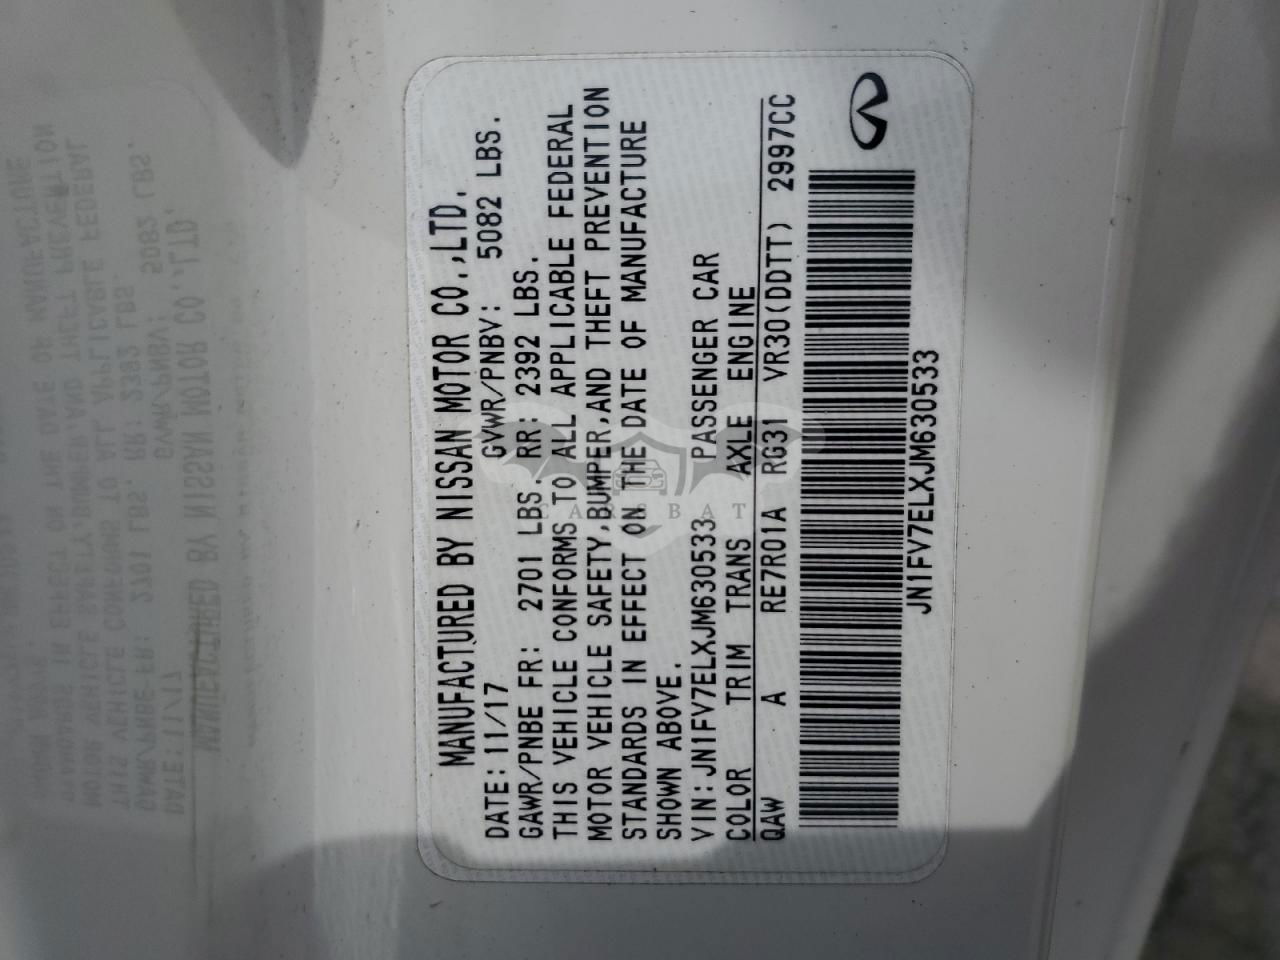 MANUFACTURED BY NISSAN MOTOR CO.,LTD.
DATE:11/17 GVWR/PNBV: 5082 LBS.
GAWR/PNBE FR: 2701 LBS. RR: 2392 LBS.
THIS VEHICLE CONFORMS TO ALL APPLICABLE FEDERAL
MOTOR VEHICLE SAFETY,BUMPER,AND THEFT PREVENTION
STANDARDS IN EFFECT ON THE DATE OF MANUFACTURE
SHOWN ABOVE.
VIN:JN1FV7ELXJM630533 PASSENGER CAR
COLOR TRIM TRANS AXLE ENGINE
QAW A RE7R01A RG31 VR30(DDTT) 2997CC
JN1FV7ELXJM630533
CARSBAT